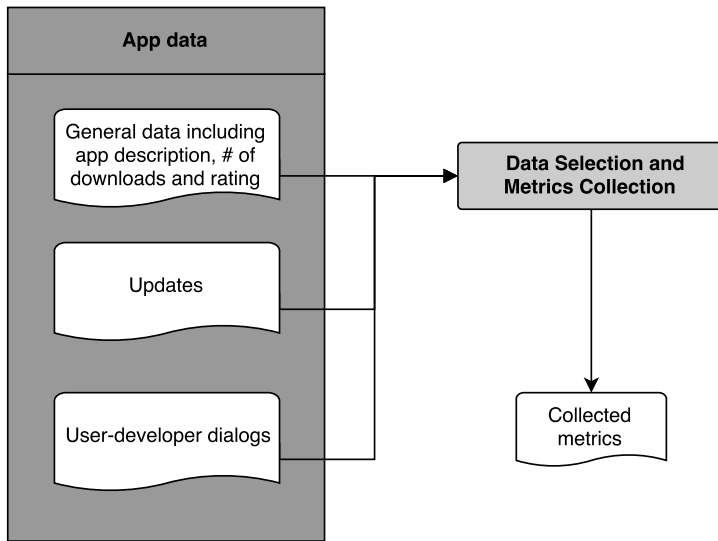 App data
General data including
app description, # of
downloads and rating
Updates
User-developer dialogs
Data Selection and
Metrics Collection
Collected
metrics